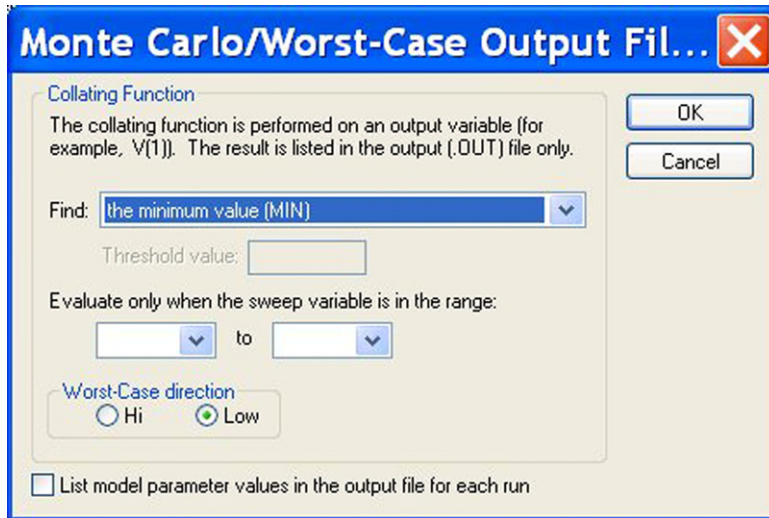 Monte Carlo/Worst-Case Output Fil...
Collating Function
The collating function is performed on an output variable (for
example, V(1)). The result is listed in the output (.OUT) file only.
OK
Cancel
Find: the minimum value (MIN)
Threshold value:
Evaluate only when the sweep variable is in the range:
to
Worst-Case direction
Hi Low
List model parameter values in the output file for each run